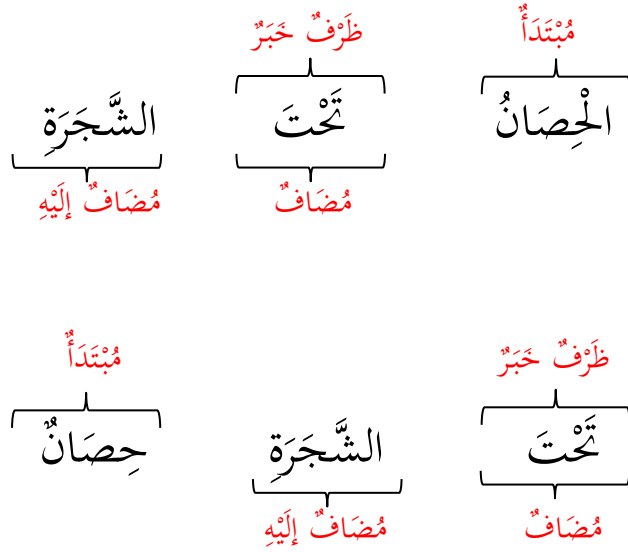 ظَرْفٌ خَبَرٌ مُبْتَدَأٌ
الْحِصَانُ تَحْتَ الشَّجَرَةِ
مُضَافٌ مُضَافٌ إِلَيْهِ
ظَرْفٌ خَبَرٌ مُبْتَدَأٌ
تَحْتَ الشَّجَرَةِ حِصَانٌ
مُضَافٌ مُضَافٌ إِلَيْهِ